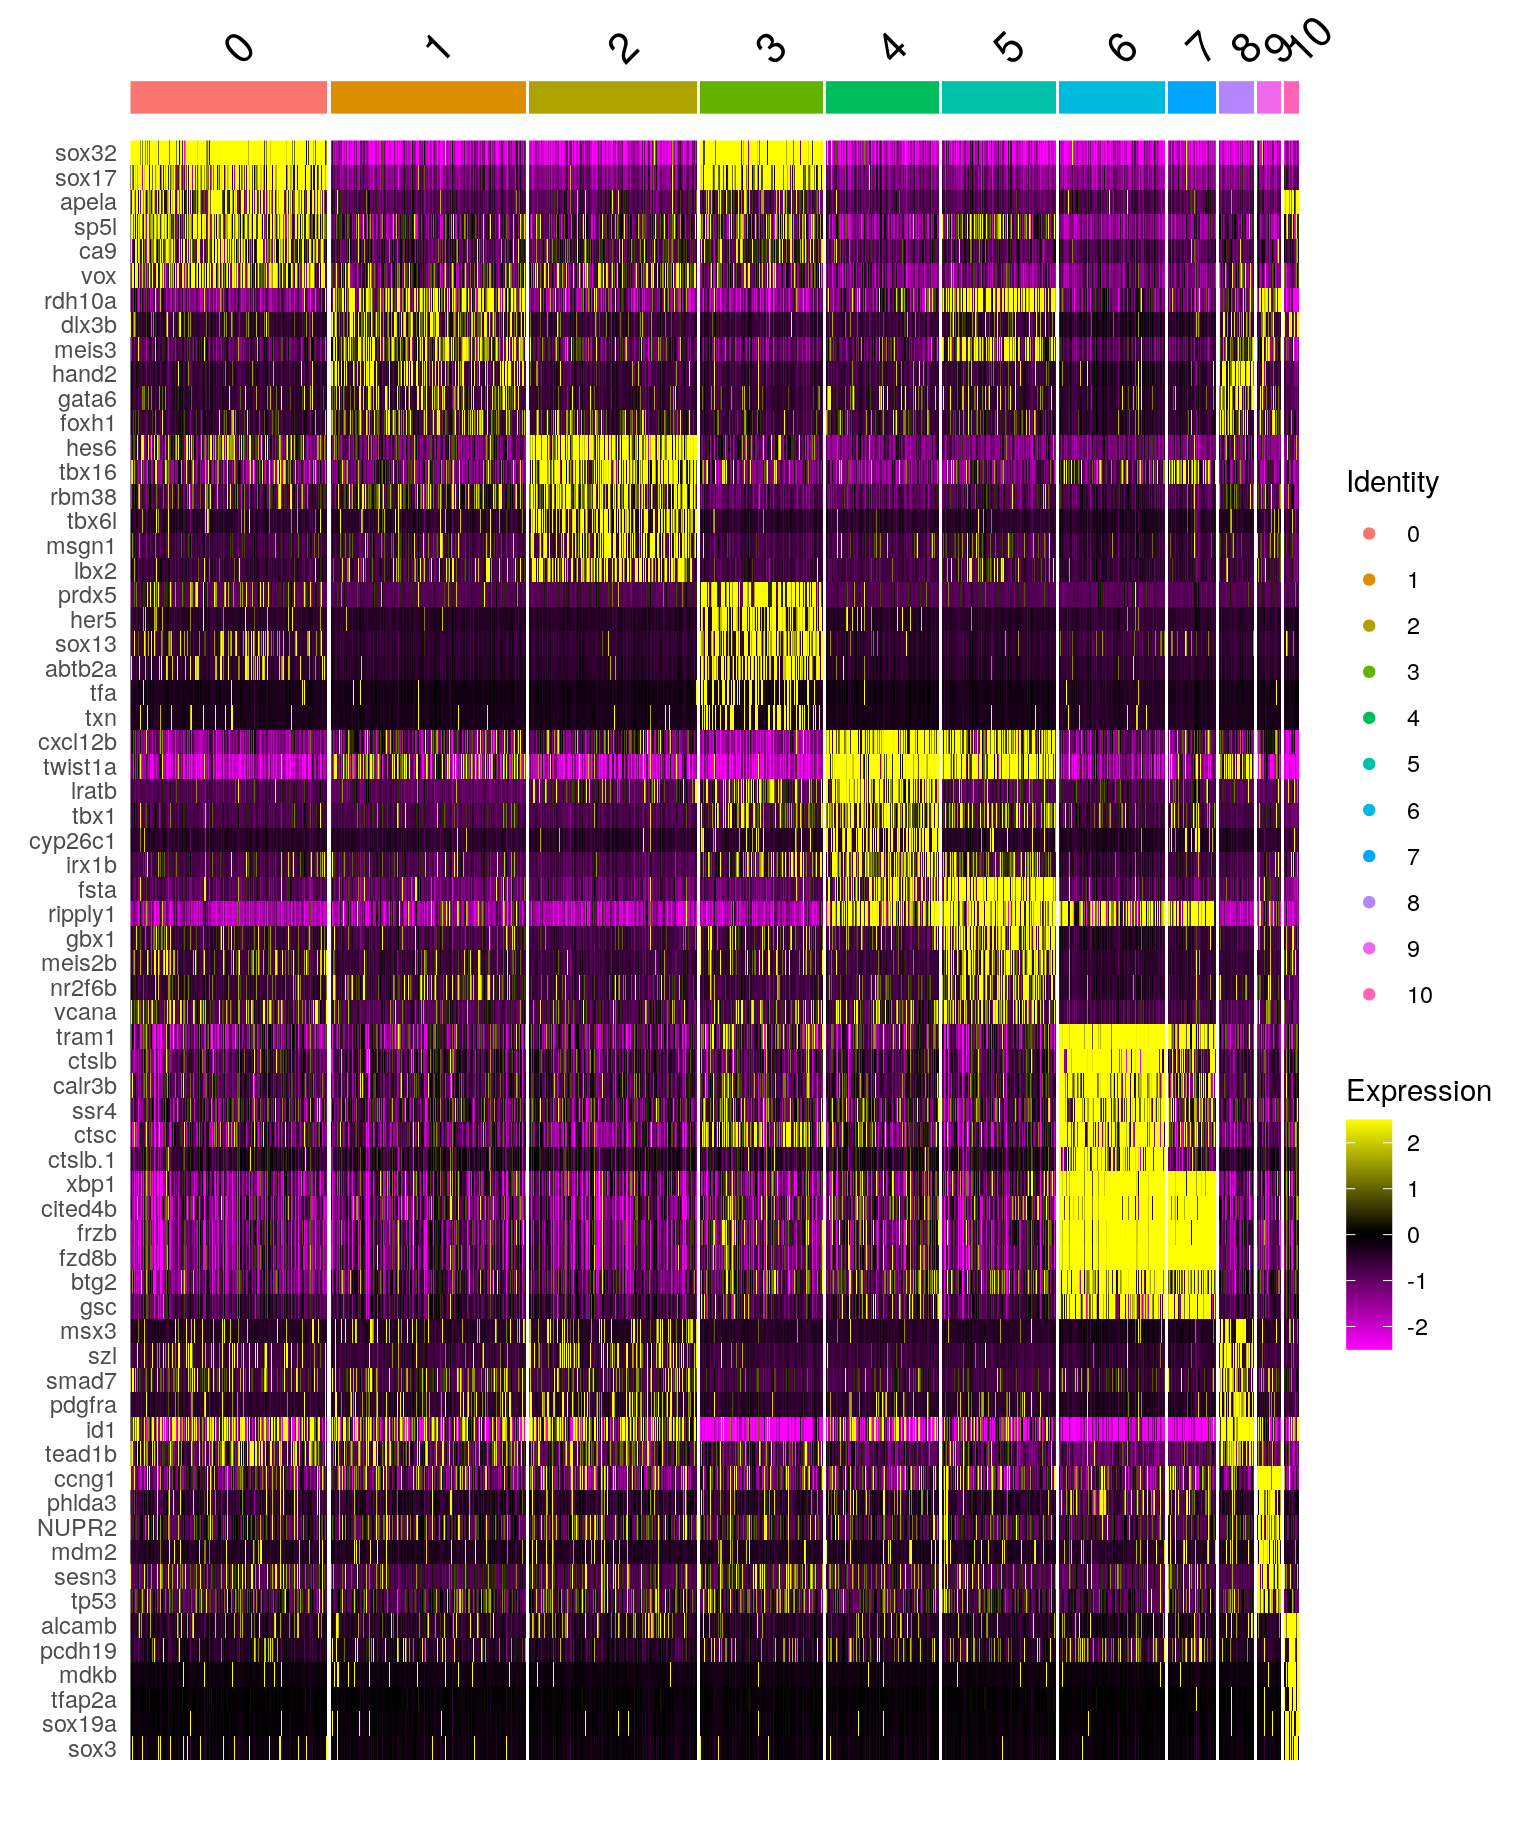 0 1 2 3 4 5 6 7 8 9 10
sox32
sox17
apela
sp5l
ca9
vox
rdh10a
dlx3b
meis3
hand2
gata6
foxh1
hes6
tbx16
rbm38
tbx6l
msgn1
lbx2
prdx5
her5
sox13
abtb2a
tfa
txn
cxcl12b
twist1a
lratb
tbx1
cyp26c1
irx1b
fsta
ripply1
gbx1
meis2b
nr2f6b
vcana
tram1
ctslb
calr3b
ssr4
ctsc
ctslb.1
xbp1
cited4b
frzb
fzd8b
btg2
gsc
msx3
szl
smad7
pdgfra
id1
tead1b
ccng1
phlda3
NUPR2
mdm2
sesn3
tp53
alcamb
pcdh19
mdkb
tfap2a
sox19a
sox3
Identity
0
1
2
3
4
5
6
7
8
9
10
Expression
2
1
0
-1
-2